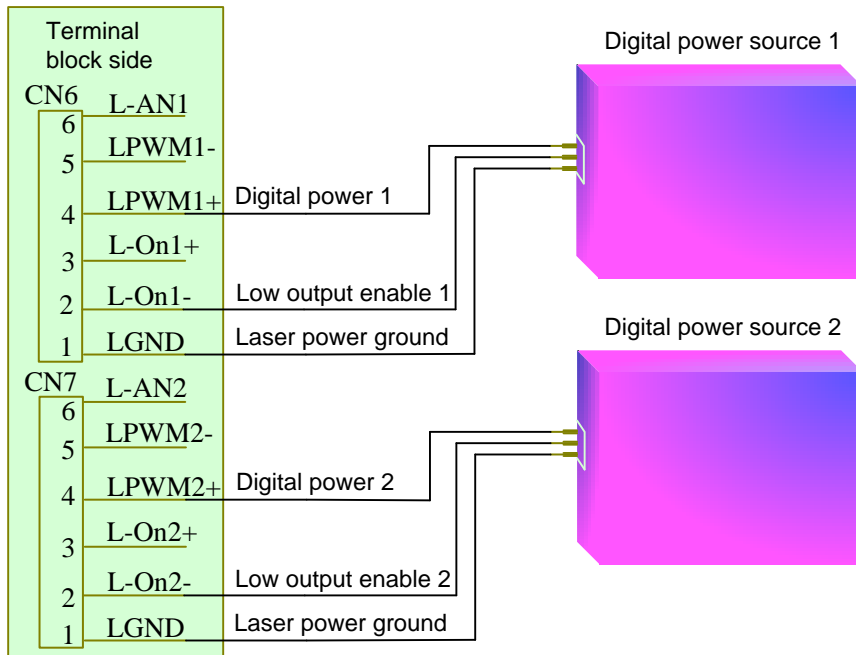 Terminal
block side
Digital power source 1
CN6
6 L-AN1
5 LPWM1-
4 LPWM1+ Digital power 1
3 L-On1+
2 L-On1- Low output enable 1
1 LGND Laser power ground
Digital power source 2
CN7
6 L-AN2
5 LPWM2-
4 LPWM2+ Digital power 2
3 L-On2+
2 L-On2- Low output enable 2
1 LGND Laser power ground